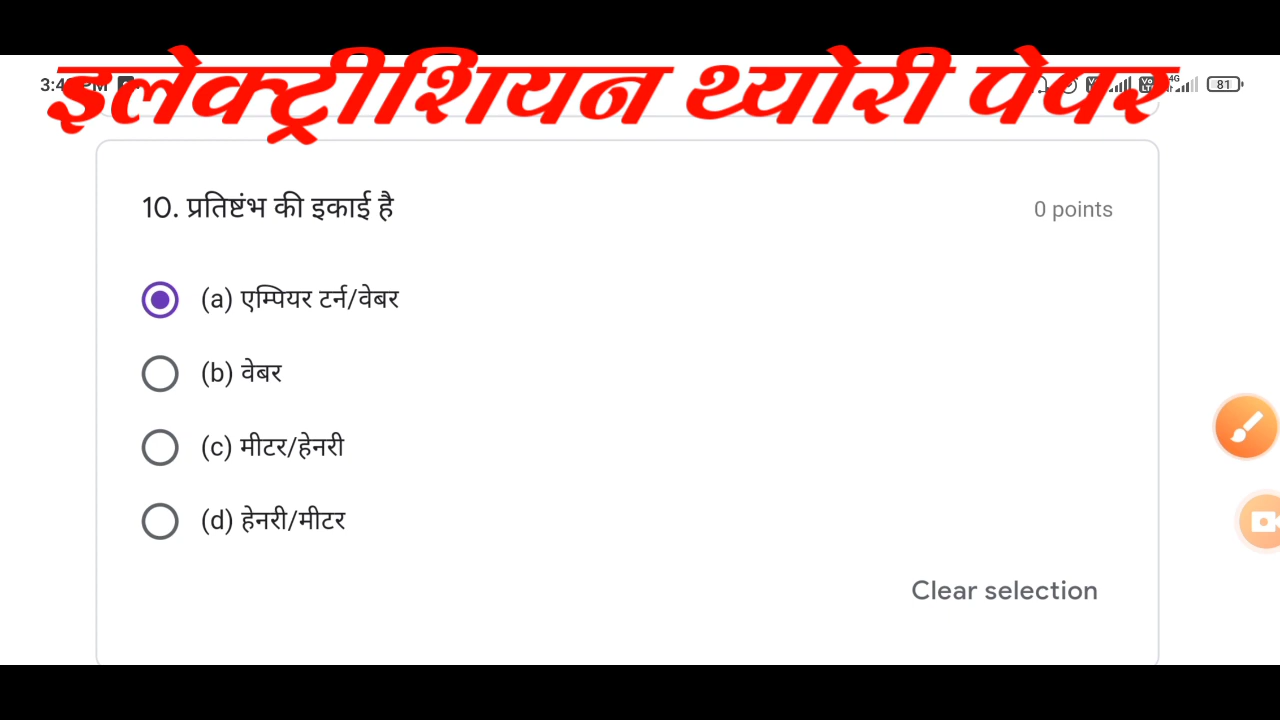 इलेक्ट्रीशियन थ्योरी पेपर
81
10. प्रतिष्टंभ की इकाई है
0 points
(a) एम्पियर टर्न/वेबर
(b) वेबर
(c) मीटर/हेनरी
(d) हेनरी/मीटर
Clear selection